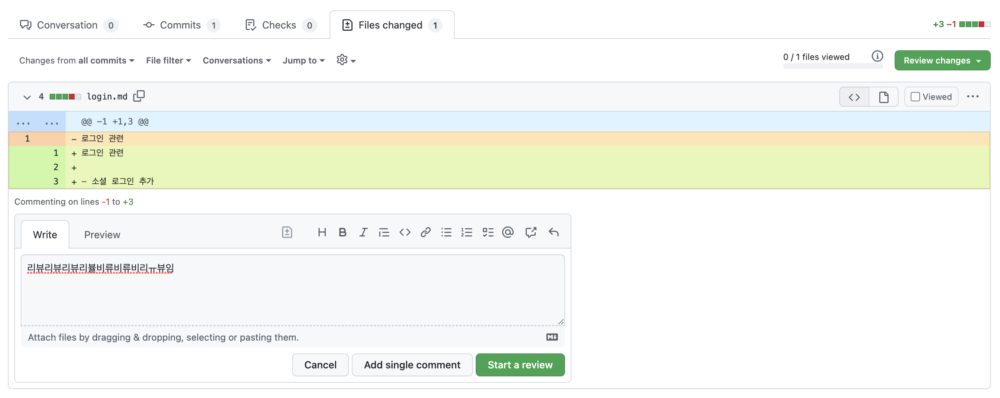 Conversation 0 Commits 1 Checks 0 Files changed 1 +3 −1
Changes from all commits File filter Conversations Jump to 0 / 1 files viewed Review changes
4 login.md Viewed
... ... @@ -1 +1,3 @@
1 - 로그인 관련
1 + 로그인 관련
2 +
3 + - 소셜 로그인 추가
Commenting on lines -1 to +3
Write Preview
리뷰리뷰리뷰리뷸비류비류비리ㅠ뷰임
Attach files by dragging & dropping, selecting or pasting them.
Cancel Add single comment Start a review